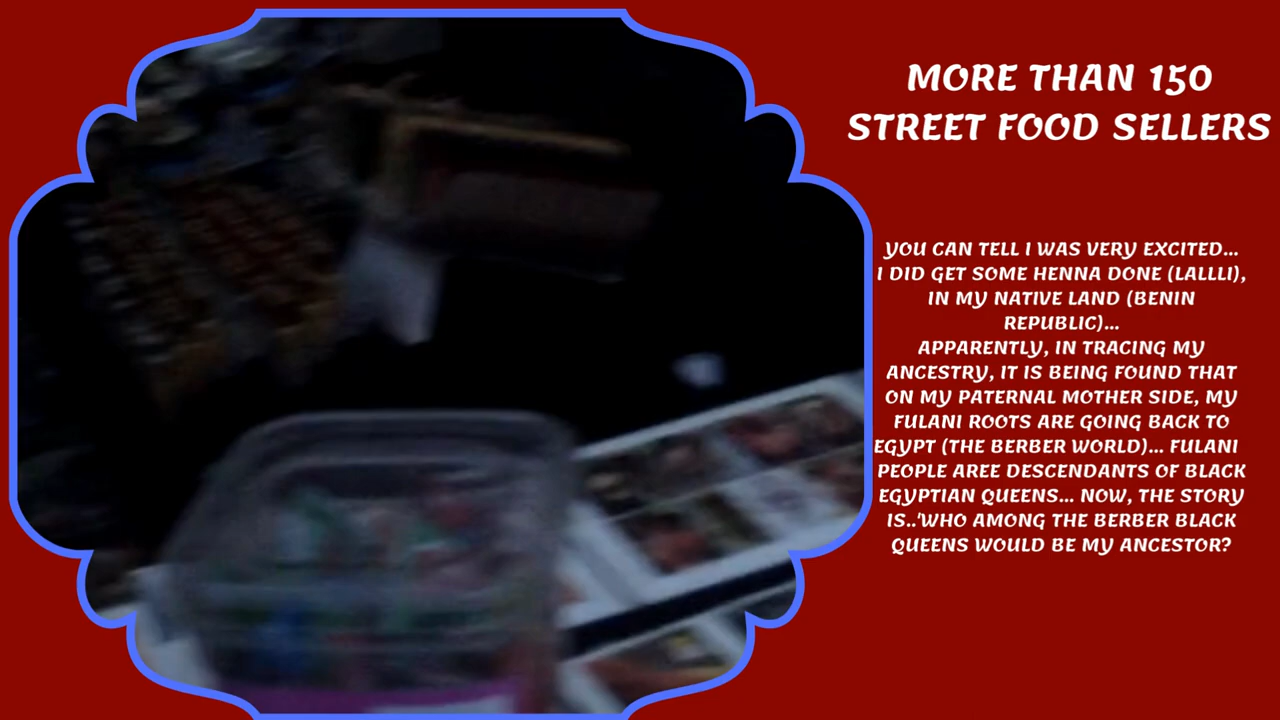 MORE THAN 150
STREET FOOD SELLERS
YOU CAN TELL I WAS VERY EXCITED...
I DID GET SOME HENNA DONE (LALLLI),
IN MY NATIVE LAND (BENIN
REPUBLIC)...
APPARENTLY, IN TRACING MY
ANCESTRY, IT IS BEING FOUND THAT
ON MY PATERNAL MOTHER SIDE, MY
FULANI ROOTS ARE GOING BACK TO
EGYPT (THE BERBER WORLD)... FULANI
PEOPLE AREE DESCENDANTS OF BLACK
EGYPTIAN QUEENS... NOW, THE STORY
IS..'WHO AMONG THE BERBER BLACK
QUEENS WOULD BE MY ANCESTOR?